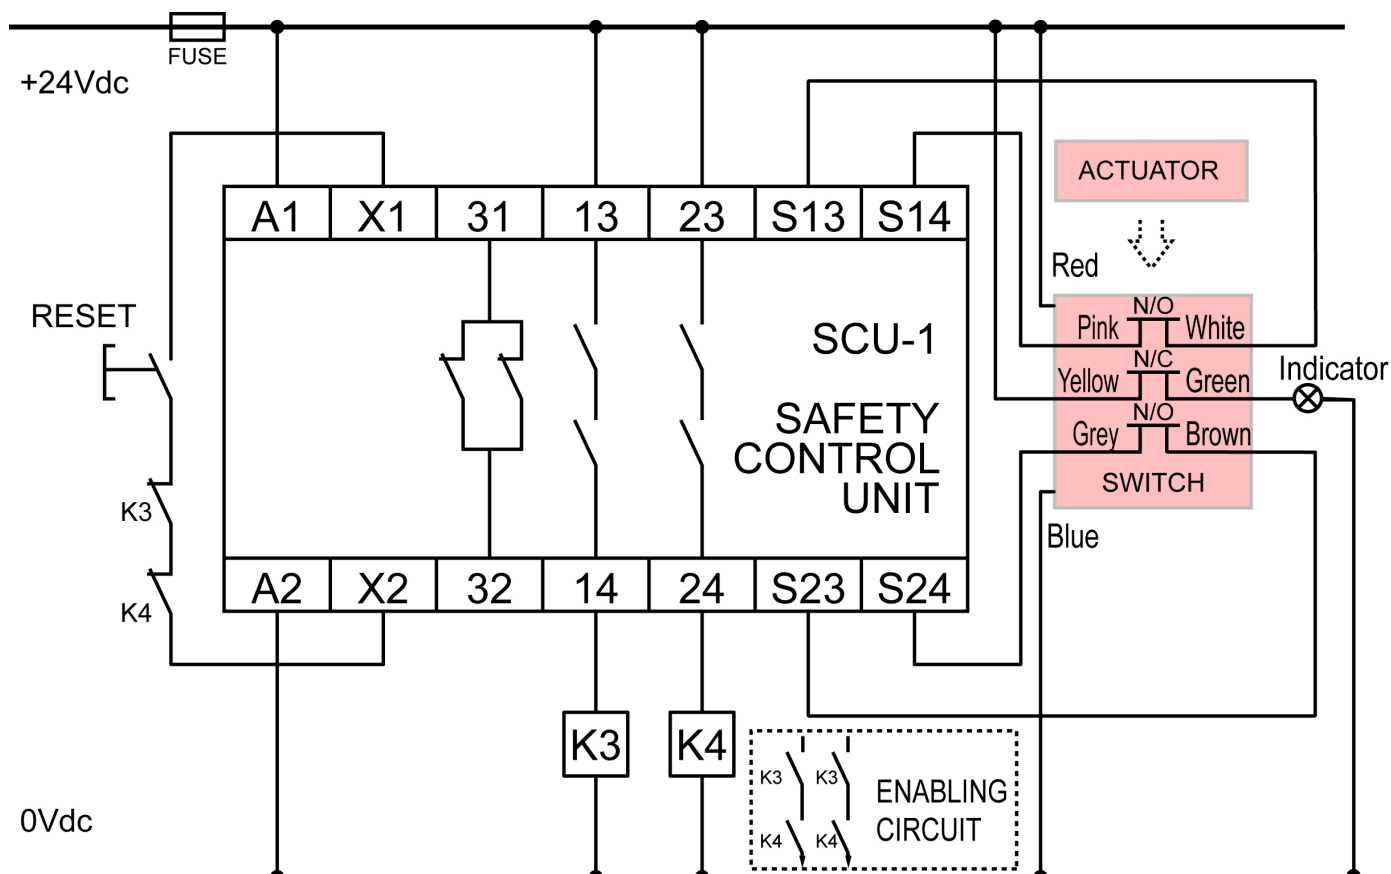 FUSE
+24Vdc
ACTUATOR
A1 X1 31 13 23 S13 S14
Red
RESET
N/O
Pink White
SCU-1
N/C
Indicator
Yellow Green
SAFETY
CONTROL
UNIT
N/O
Grey Brown
SWITCH
K3
Blue
A2 X2 32 14 24 S23 S24
K4
K3 K4
K3 K3
ENABLING
CIRCUIT
K4 K4
0Vdc